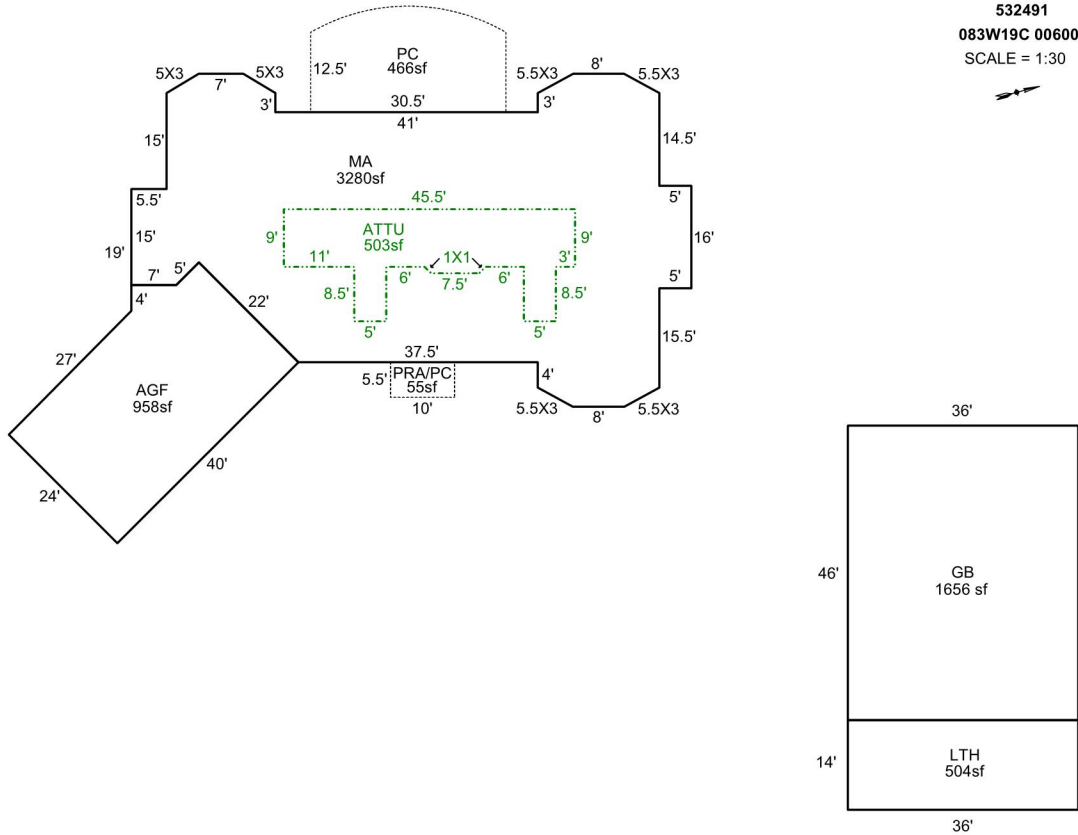 532491
083W19C 00600
SCALE = 1:30
PC
466sf
12.5'
30.5'
41'
5X3
5X3
7'
3'
5.5X3
8'
5.5X3
3'
15'
14.5'
MA
3280sf
5.5'
5'
45.5'
ATTU
503sf
9'
9'
15'
19'
16'
11'
6'
1X1
7.5'
6'
3'
7'
5'
5'
4'
8.5'
8.5'
5'
5'
22'
15.5'
27'
37.5'
4'
PRA/PC
55sf
5.5'
10'
5.5X3
8'
5.5X3
AGF
958sf
40'
24'
36'
46'
GB
1656 sf
14'
LTH
504sf
36'